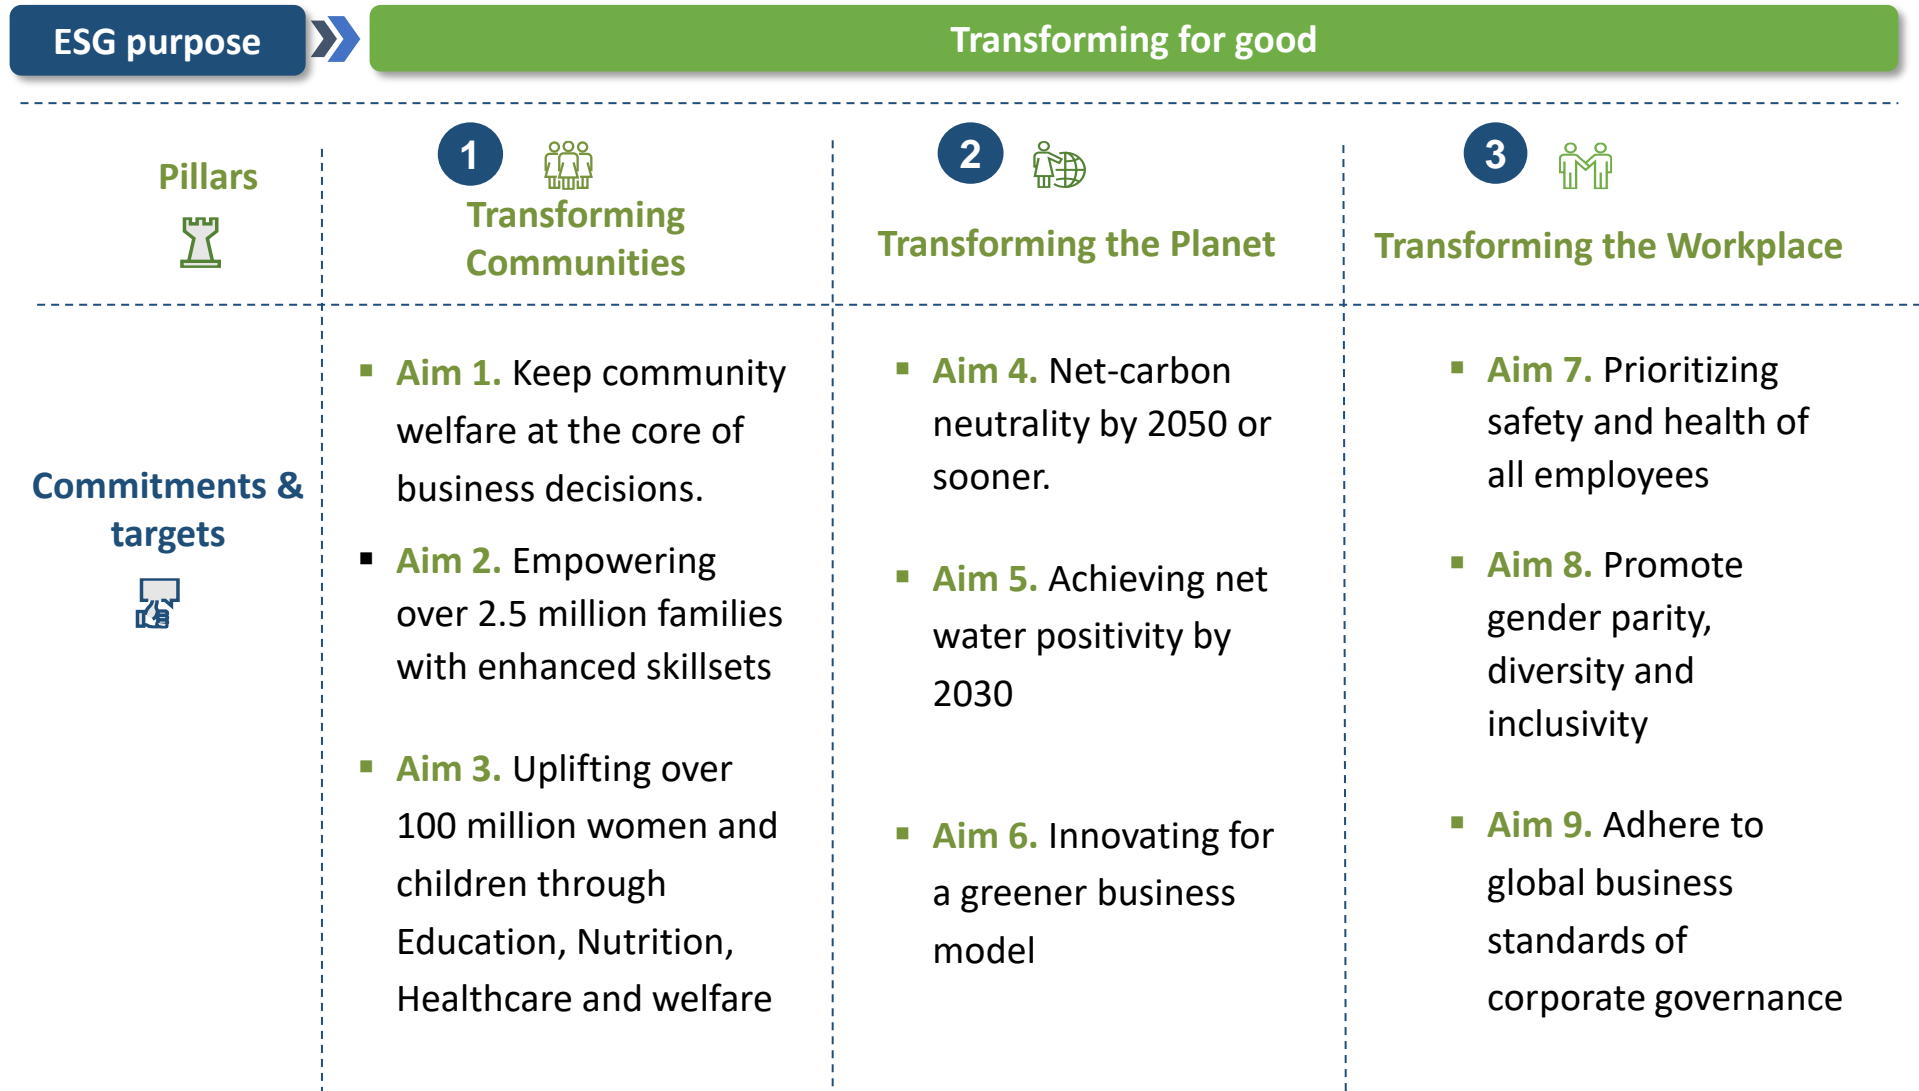 ESG purpose
Transforming for good
Pillars
1
Transforming
Communities
2
Transforming the Planet
3
Transforming the Workplace
Commitments &
targets
▪ Aim 1. Keep community
welfare at the core of
business decisions.
▪ Aim 2. Empowering
over 2.5 million families
with enhanced skillsets
▪ Aim 3. Uplifting over
100 million women and
children through
Education, Nutrition,
Healthcare and welfare
▪ Aim 4. Net-carbon
neutrality by 2050 or
sooner.
▪ Aim 5. Achieving net
water positivity by
2030
▪ Aim 6. Innovating for
a greener business
model
▪ Aim 7. Prioritizing
safety and health of
all employees
▪ Aim 8. Promote
gender parity,
diversity and
inclusivity
▪ Aim 9. Adhere to
global business
standards of
corporate governance